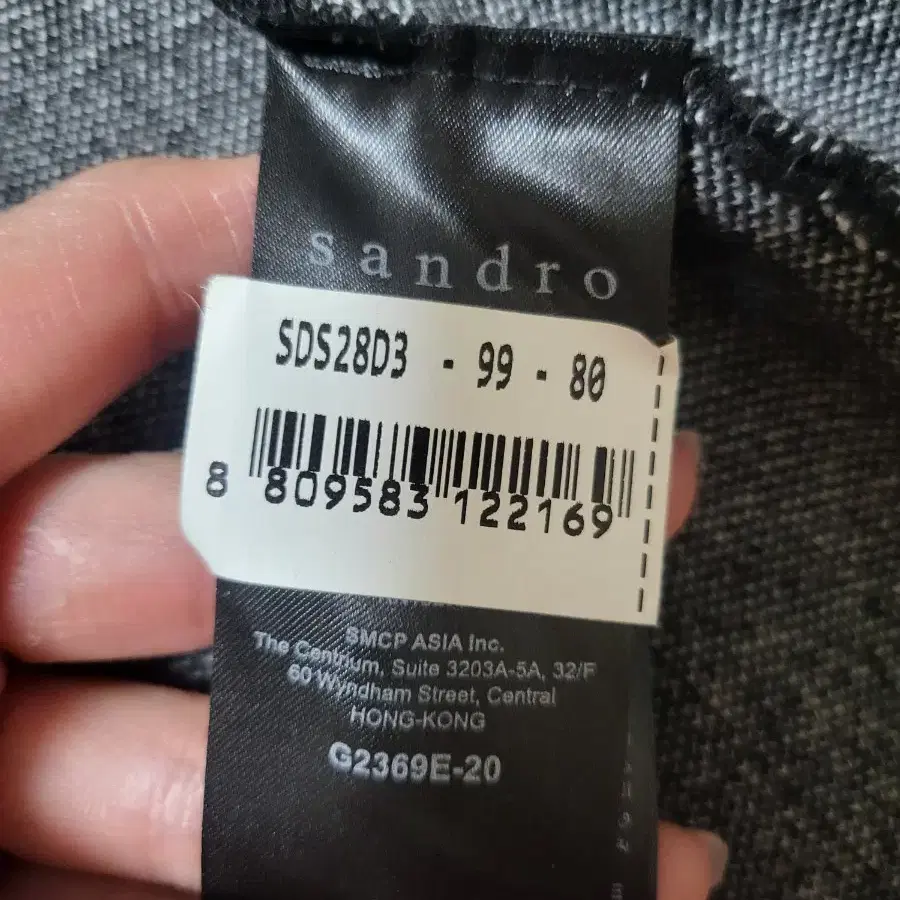 sandro
SDS28D3 - 99 - 80
8 809583 122169
SMCP ASIA Inc.
The Centrium, Suite 3203A-5A, 32/F
60 Wyndham Street, Central
HONG-KONG
G2369E-20